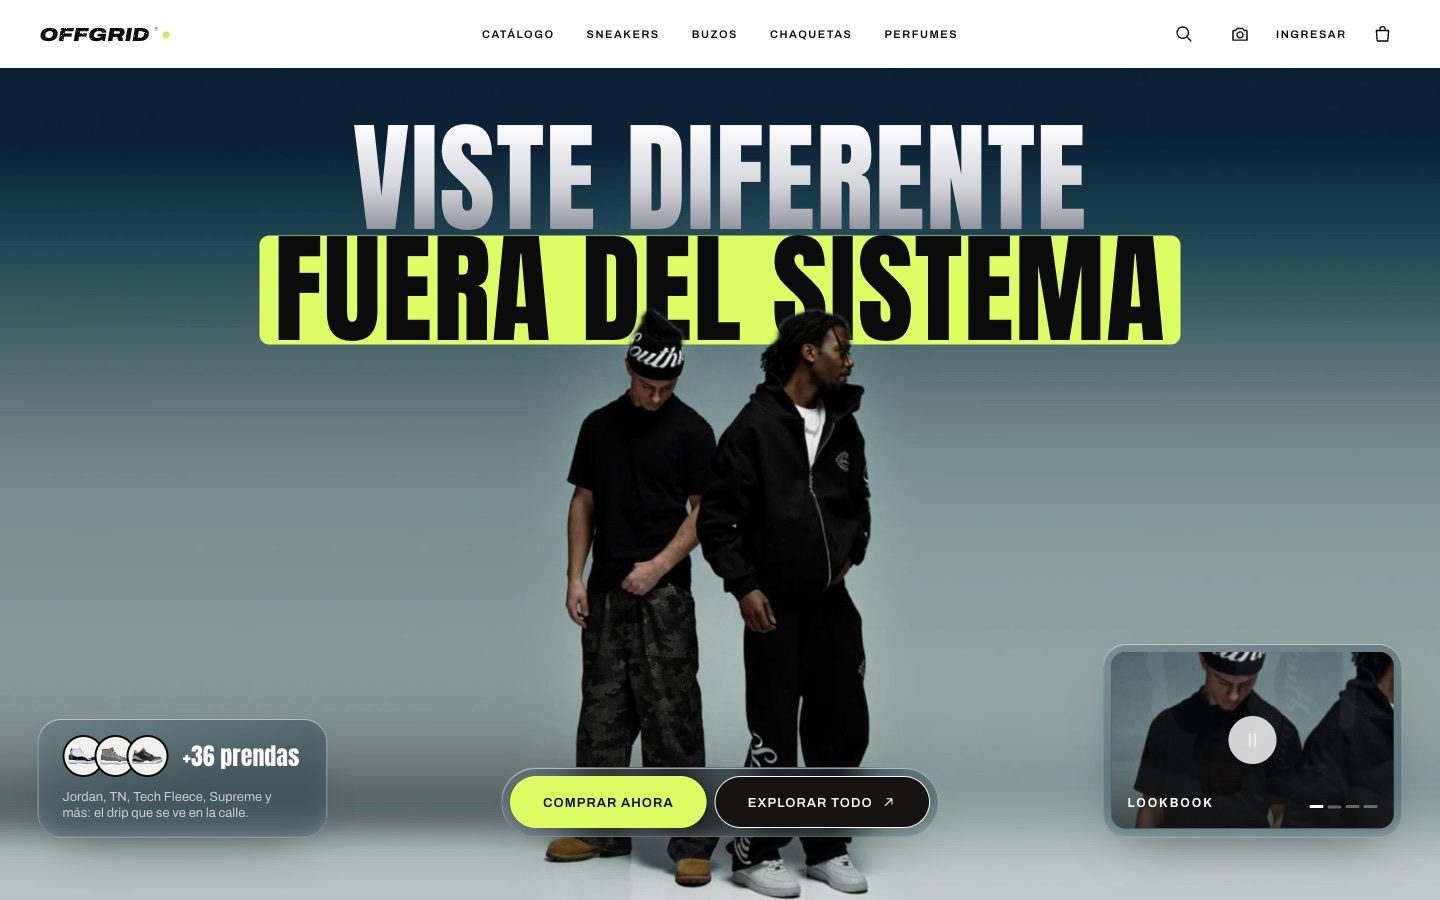 OFFGRID
CATÁLOGO SNEAKERS BUZOS CHAQUETAS PERFUMES INGRESAR
VISTE DIFERENTE
FUERA DEL SISTEMA
+36 prendas
Jordan, TN, Tech Fleece, Supreme y
más: el drip que se ve en la calle.
COMPRAR AHORA
EXPLORAR TODO
LOOKBOOK